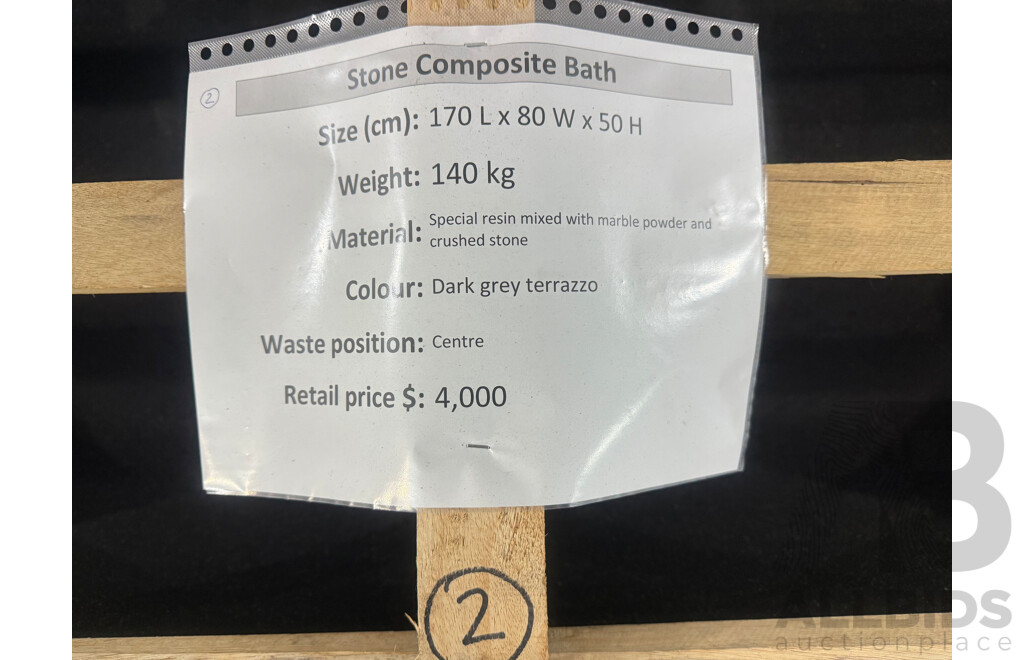 Stone Composite Bath
2
Size (cm): 170 L x 80 W x 50 H
Weight: 140 kg
Material: Special resin mixed with marble powder and
crushed stone
Colour: Dark grey terrazzo
Waste position: Centre
Retail price $: 4,000
2
B
ALLBIDS
auctionplace